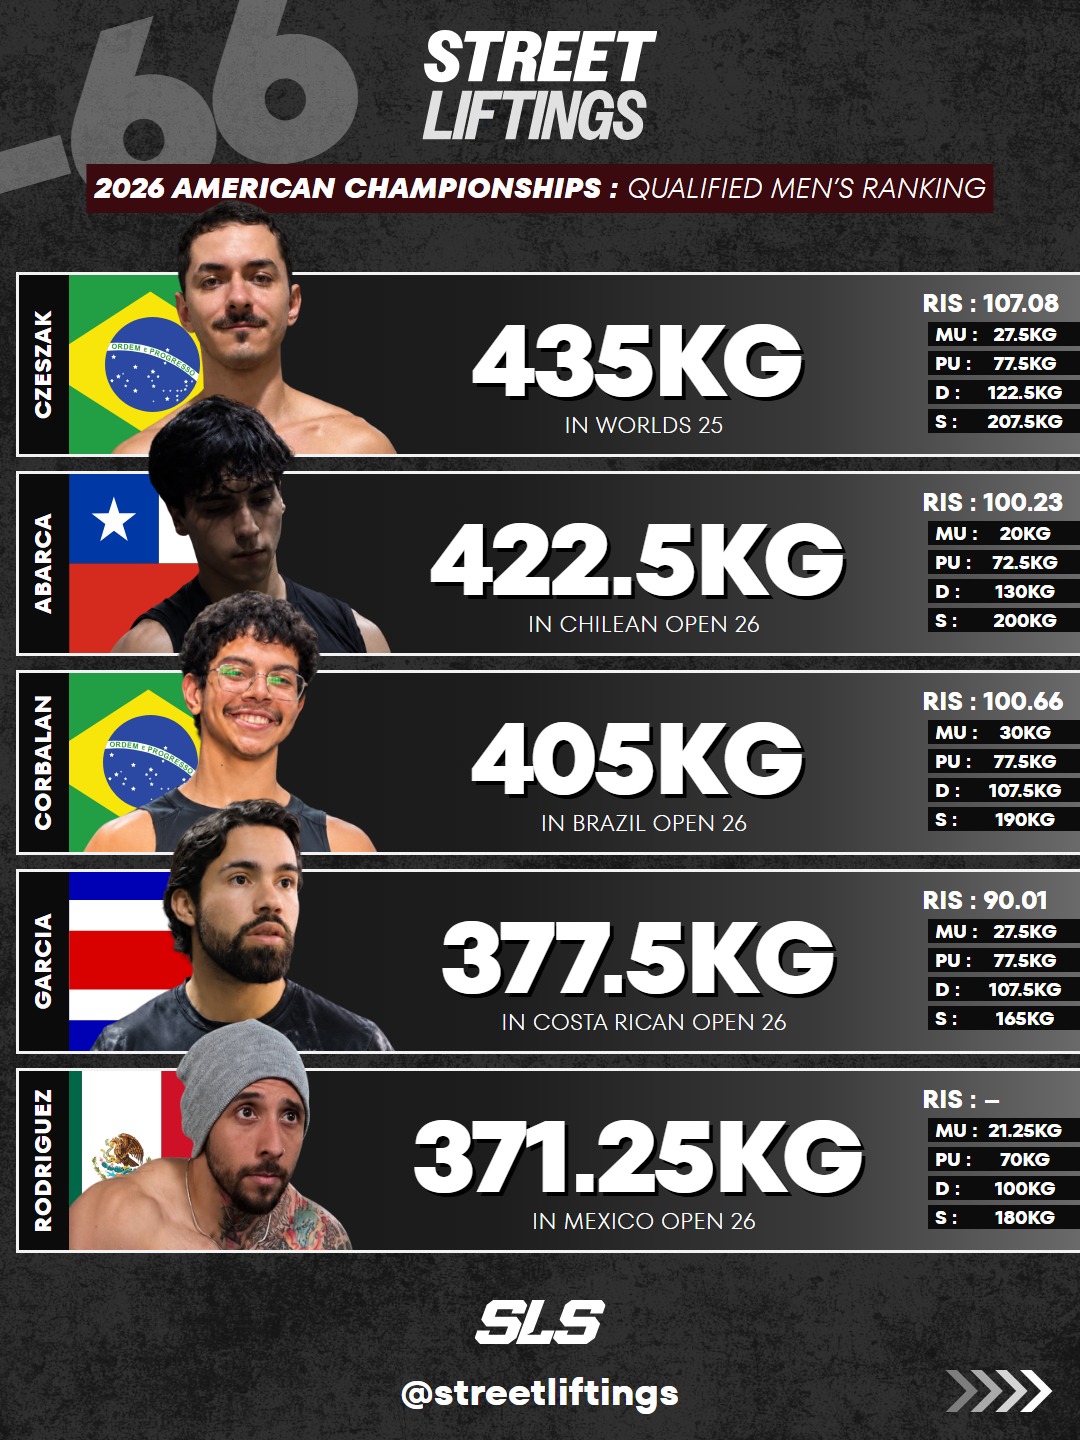 -66
STREET
LIFTINGS
2026 AMERICAN CHAMPIONSHIPS : QUALIFIED MEN'S RANKING
CZESZAK
ORDEM E PROGRESSO
435KG
IN WORLDS 25
RIS : 107.08
MU : 27.5KG
PU : 77.5KG
D : 122.5KG
S : 207.5KG
ABARCA
422.5KG
IN CHILEAN OPEN 26
RIS : 100.23
MU : 20KG
PU : 72.5KG
D : 130KG
S : 200KG
CORBALAN
ORDEM E PROGRESSO
405KG
IN BRAZIL OPEN 26
RIS : 100.66
MU : 30KG
PU : 77.5KG
D : 107.5KG
S : 190KG
GARCIA
377.5KG
IN COSTA RICAN OPEN 26
RIS : 90.01
MU : 27.5KG
PU : 77.5KG
D : 107.5KG
S : 165KG
RODRIGUEZ
371.25KG
IN MEXICO OPEN 26
RIS : –
MU : 21.25KG
PU : 70KG
D : 100KG
S : 180KG
SLS
@streetliftings